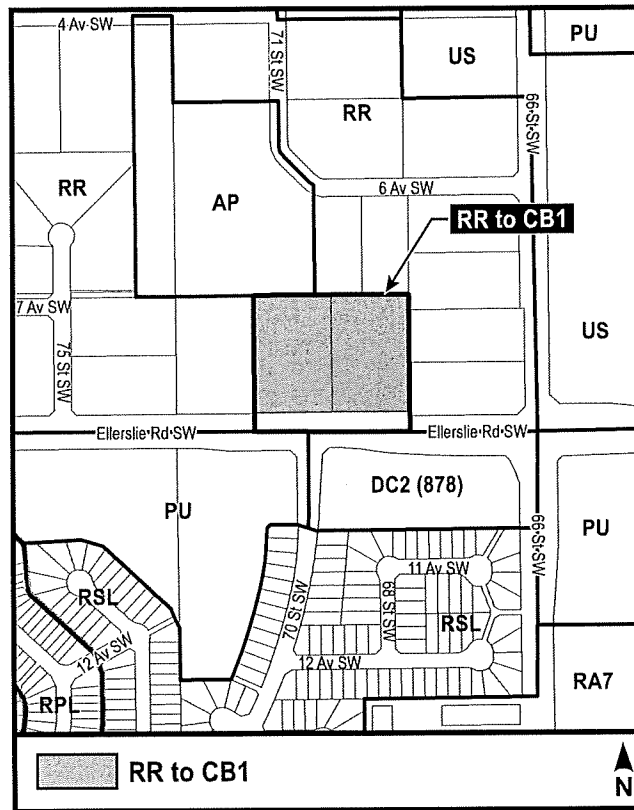 4 Av SW
71 St SW
US
PU
RR
66 St SW
RR
AP
6 Av SW
RR to CB1
7 Av SW
75 St SW
US
Ellerslie Rd SW
Ellerslie Rd SW
DC2 (878)
PU
PU
66 St SW
11 Av SW
RSL
70 St SW
68 St SW
RSL
12 Av SW
12 Av SW
RA7
RPL
RR to CB1
N